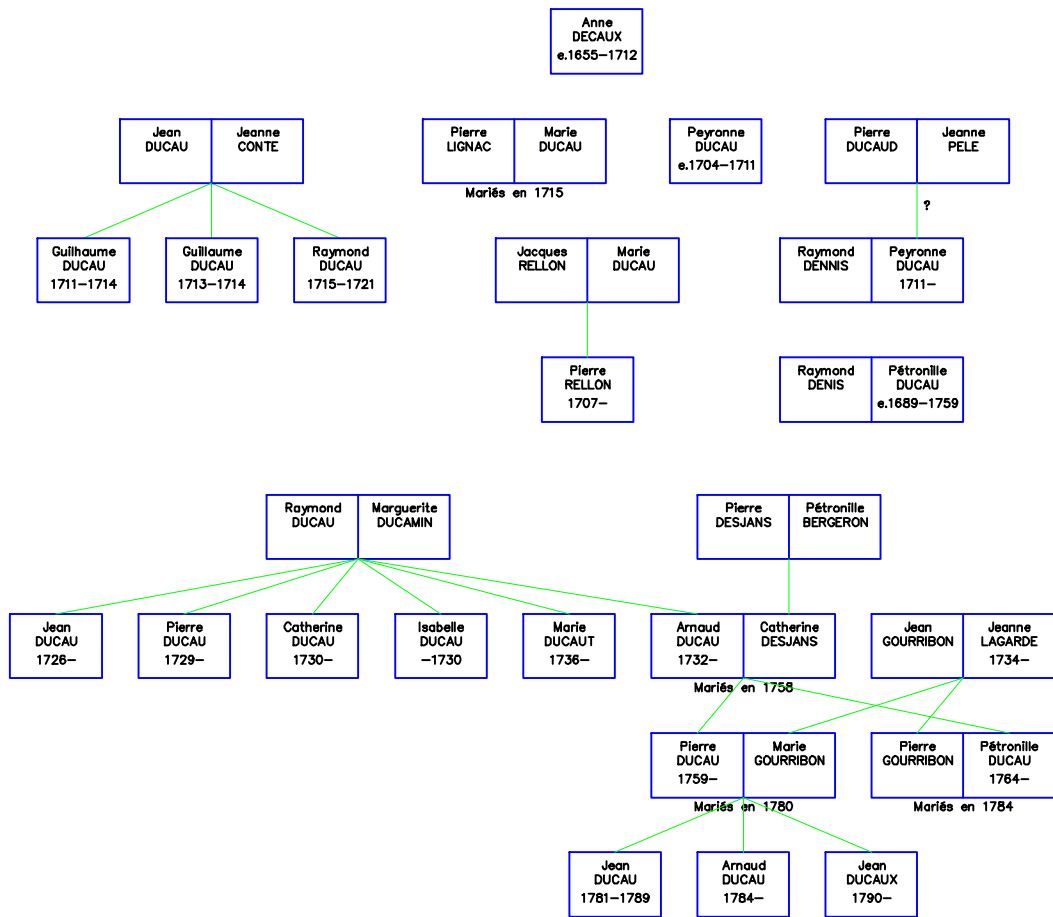 Anne
DECAUX
e.1655-1712
Jean
DUCAU
Jeanne
CONTE
Pierre
LIGNAC
Marie
DUCAU
Mariés en 1715
Peyronne
DUCAU
e.1704-1711
Pierre
DUCAUD
Jeanne
PELE
?
Guilhaume
DUCAU
1711-1714
Guillaume
DUCAU
1713-1714
Raymond
DUCAU
1715-1721
Jacques
RELLON
Marie
DUCAU
Raymond
DENNIS
Peyronne
DUCAU
1711-
Pierre
RELLON
1707-
Raymond
DENIS
Pétronille
DUCAU
e.1689-1759
Raymond
DUCAU
Marguerite
DUCAMIN
Pierre
DESJANS
Pétronille
BERGERON
Jean
DUCAU
1726-
Pierre
DUCAU
1729-
Catherine
DUCAU
1730-
Isabelle
DUCAU
-1730
Marie
DUCAUT
1736-
Arnaud
DUCAU
1732-
Catherine
DESJANS
Mariés en 1758
Jean
GOURRIBON
Jeanne
LAGARDE
1734-
Pierre
DUCAU
1759-
Marie
GOURRIBON
Mariés en 1780
Pierre
GOURRIBON
Pétronille
DUCAU
1764-
Mariés en 1784
Jean
DUCAU
1781-1789
Arnaud
DUCAU
1784-
Jean
DUCAUX
1790-